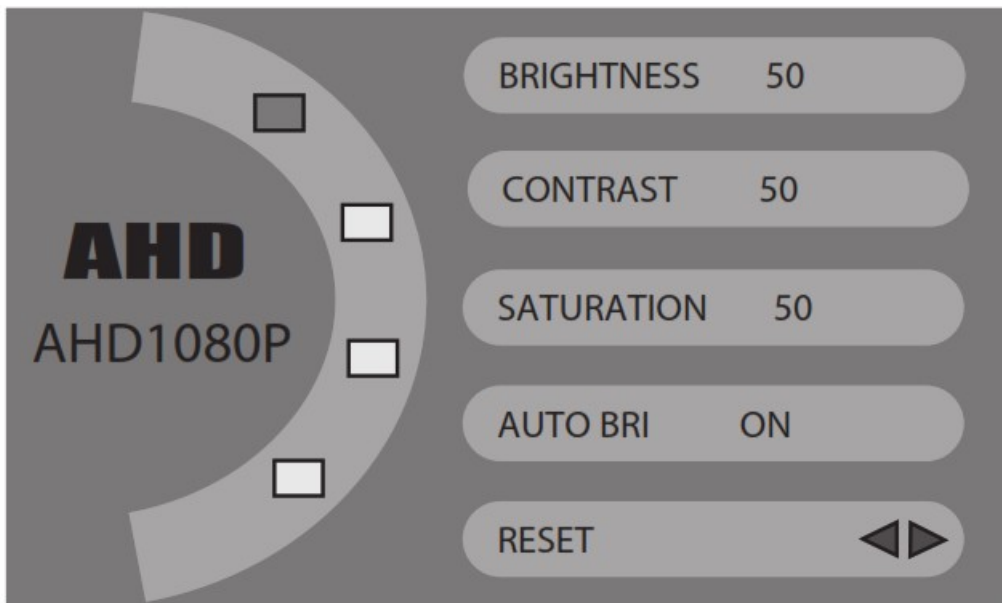 AHD
AHD1080P
BRIGHTNESS 50
CONTRAST 50
SATURATION 50
AUTO BRI ON
RESET